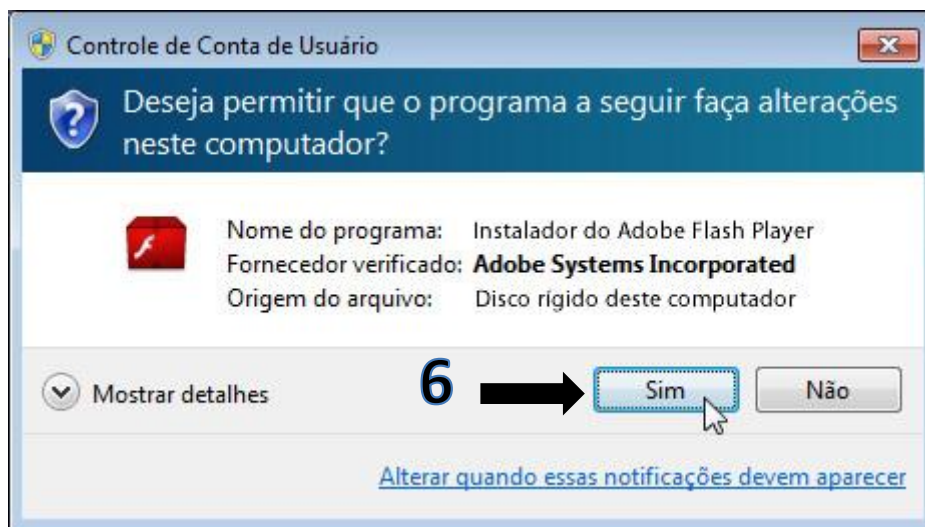 Controle de Conta de Usuário
Deseja permitir que o programa a seguir faça alterações
neste computador?
Nome do programa: Instalador do Adobe Flash Player
Fornecedor verificado: Adobe Systems Incorporated
Origem do arquivo: Disco rígido deste computador
Mostrar detalhes 6 Sim Não
Alterar quando essas notificações devem aparecer